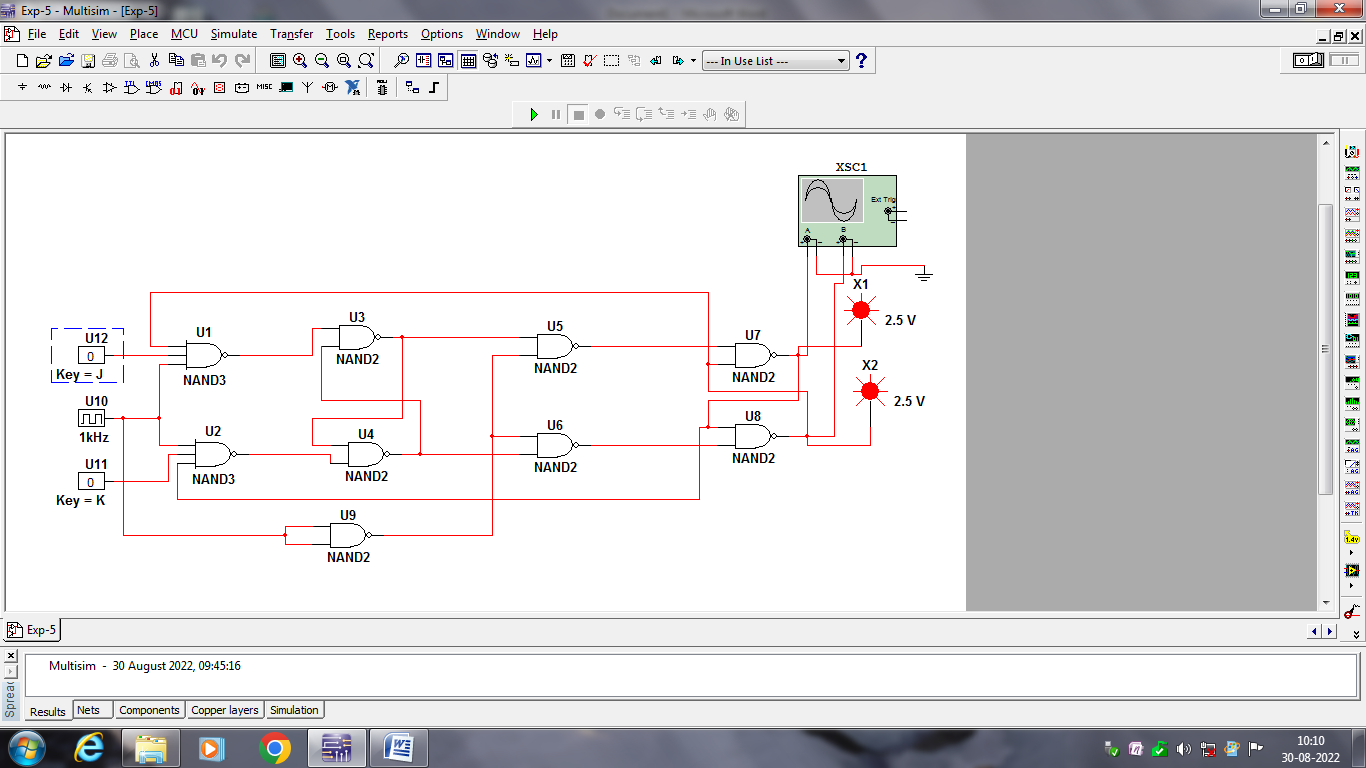 Exp-5 - Multisim - [Exp-5]
File Edit View Place MCU Simulate Transfer Tools Reports Options Window Help
--- In Use List ---
?
MISC
XSC1
Ext Trig
A B
X1
2.5 V
X2
2.5 V
U12
0
Key = J
U10
1kHz
U11
0
Key = K
U1
NAND3
U2
NAND3
U3
NAND2
U4
NAND2
U5
NAND2
U6
NAND2
U7
NAND2
U8
NAND2
U9
NAND2
Exp-5
Multisim - 30 August 2022, 09:45:16
Results Nets Components Copper layers Simulation
10:10
30-08-2022